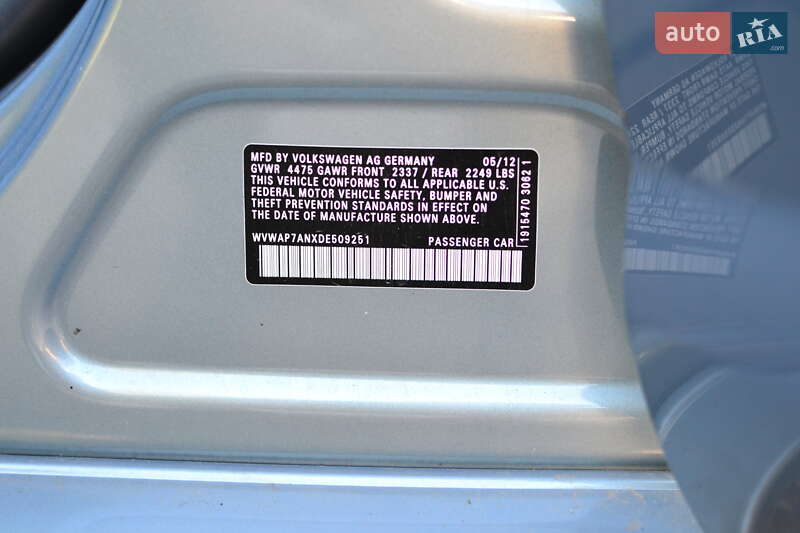 auto RIA
.com
MFD BY VOLKSWAGEN AG GERMANY 05/12
GVWR 4475 GAWR FRONT 2337 / REAR 2249 LBS
THIS VEHICLE CONFORMS TO ALL APPLICABLE U.S.
FEDERAL MOTOR VEHICLE SAFETY, BUMPER AND
THEFT PREVENTION STANDARDS IN EFFECT ON
THE DATE OF MANUFACTURE SHOWN ABOVE.
WVWAP7ANXDE509251 PASSENGER CAR
1915470 3062 1